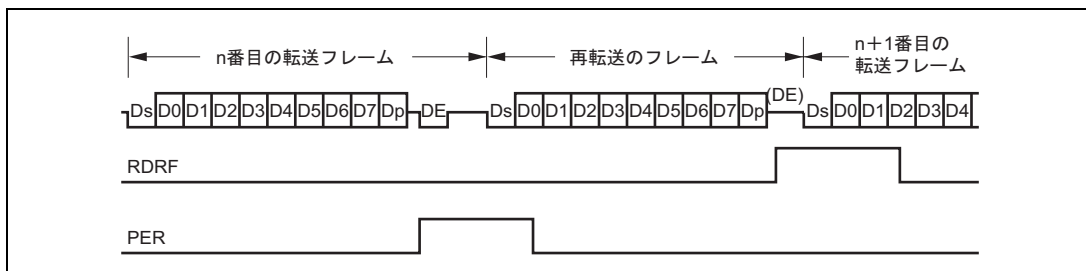 n番目の転送フレーム
再転送のフレーム
n＋1番目の
転送フレーム
Ds D0 D1 D2 D3 D4 D5 D6 D7 Dp DE Ds D0 D1 D2 D3 D4 D5 D6 D7 Dp (DE) Ds D0 D1 D2 D3 D4
RDRF
PER